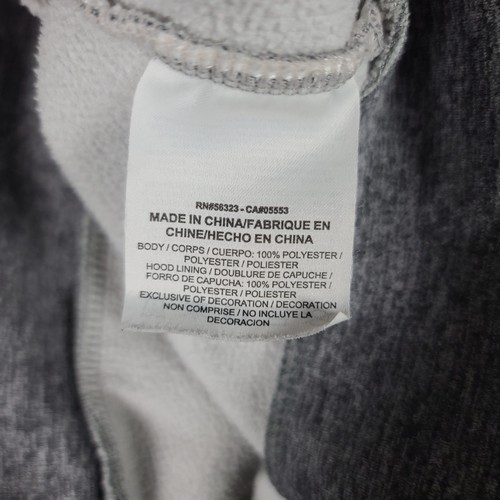 RN#56323 - CA#05553
MADE IN CHINA/FABRIQUE EN
CHINE/HECHO EN CHINA
BODY / CORPS / CUERPO: 100% POLYESTER /
POLYESTER / POLIESTER
HOOD LINING / DOUBLURE DE CAPUCHE /
FORRO DE CAPUCHA: 100% POLYESTER /
POLYESTER / POLIESTER
EXCLUSIVE OF DECORATION / DECORATION
NON COMPRISE / NO INCLUYE LA
DECORACION